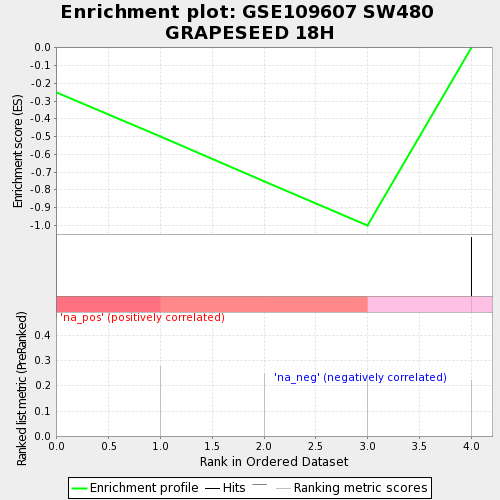 Enrichment plot: GSE109607 SW480
GRAPESEED 18H
Enrichment score (ES)
0.0
-0.1
-0.2
-0.3
-0.4
-0.5
-0.6
-0.7
-0.8
-0.9
-1.0
'na_pos' (positively correlated)
'na_neg' (negatively correlated)
Ranked list metric (PreRanked)
0.4
0.3
0.2
0.1
0.0
0.0 0.5 1.0 1.5 2.0 2.5 3.0 3.5 4.0
Rank in Ordered Dataset
Enrichment profile Hits Ranking metric scores